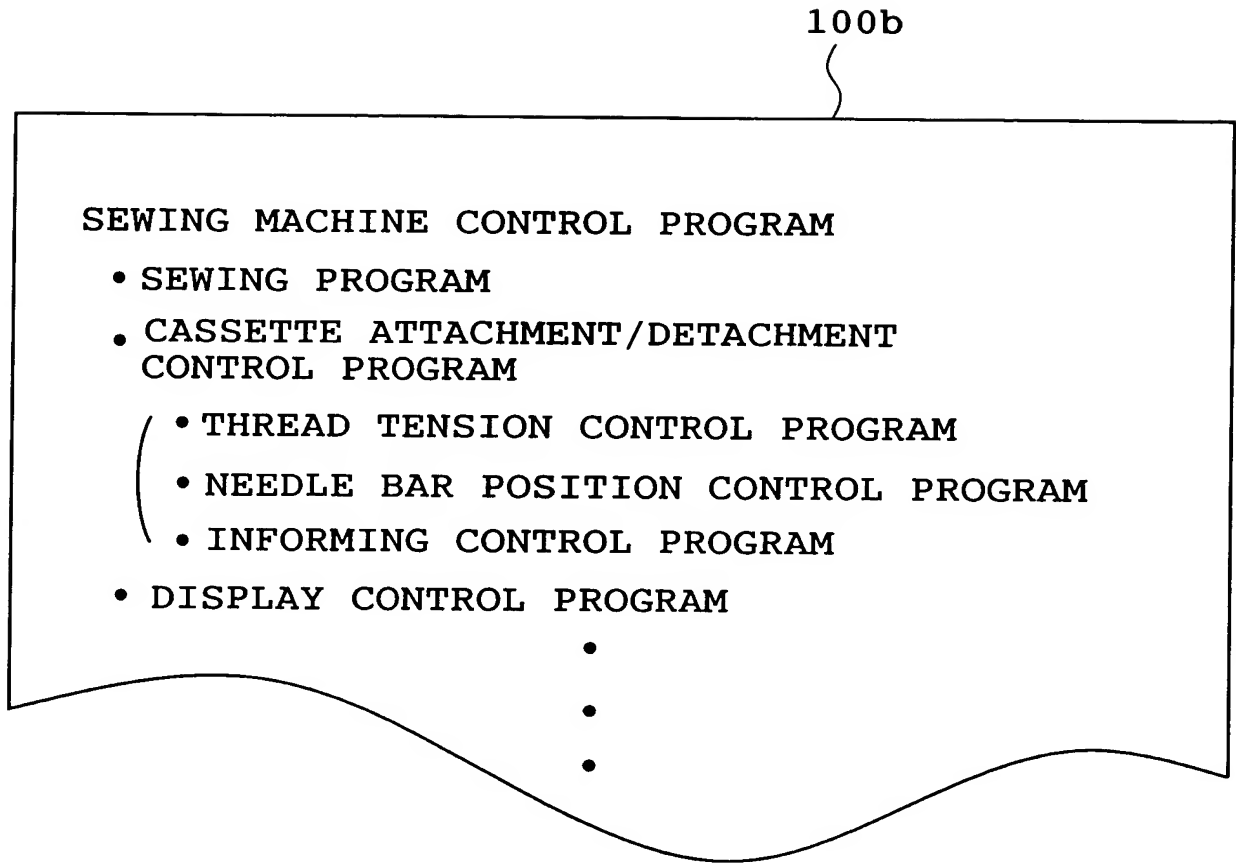 100b
SEWING MACHINE CONTROL PROGRAM
• SEWING PROGRAM
• CASSETTE ATTACHMENT/DETACHMENT
CONTROL PROGRAM
• THREAD TENSION CONTROL PROGRAM
• NEEDLE BAR POSITION CONTROL PROGRAM
• INFORMING CONTROL PROGRAM
• DISPLAY CONTROL PROGRAM